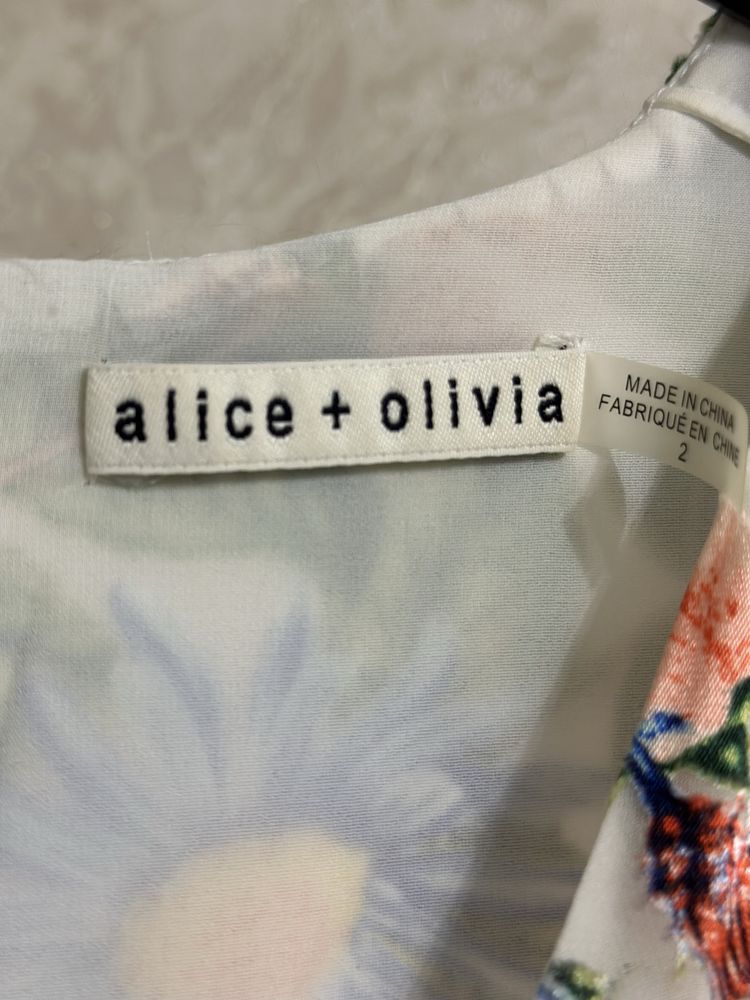 alice + olivia
MADE IN CHINA
FABRIQUÉ EN CHINE
2